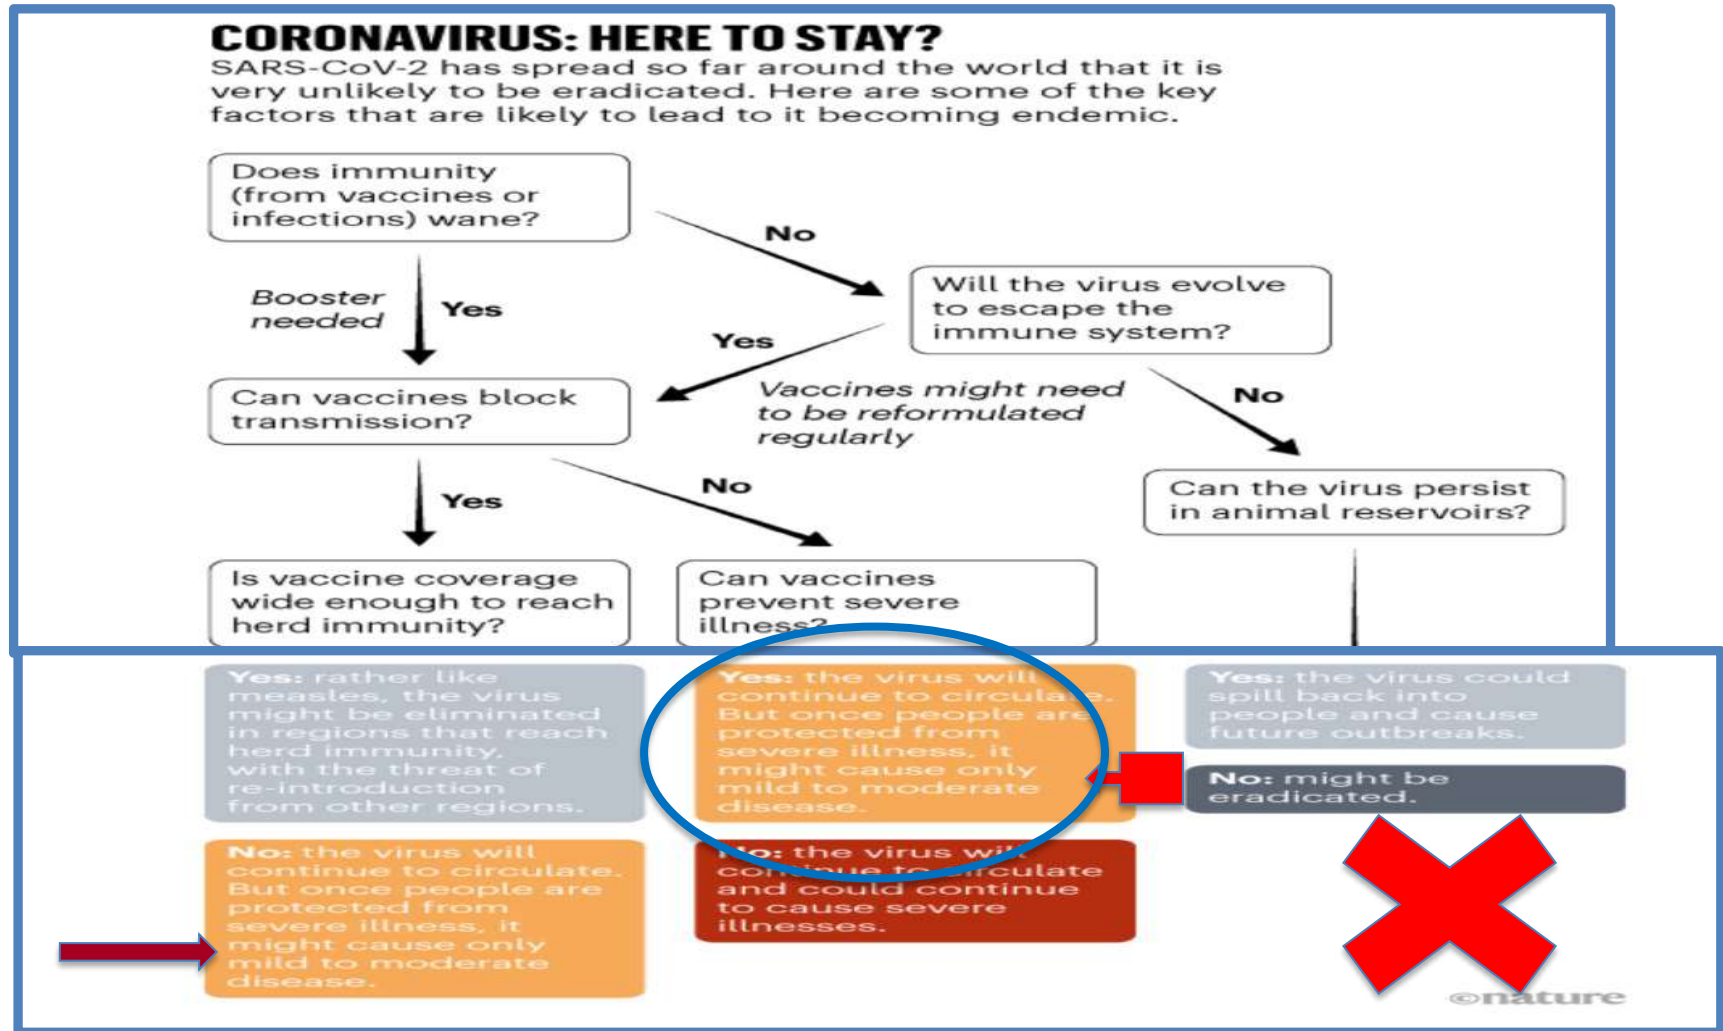 CORONAVIRUS: HERE TO STAY?
SARS-CoV-2 has spread so far around the world that it is
very unlikely to be eradicated. Here are some of the key
factors that are likely to lead to it becoming endemic.
Does immunity
(from vaccines or
infections) wane?
No
Booster
needed
Yes
Will the virus evolve
to escape the
immune system?
Yes
Vaccines might need
to be reformulated
regularly
No
Can vaccines block
transmission?
Yes
No
Can the virus persist
in animal reservoirs?
Is vaccine coverage
wide enough to reach
herd immunity?
Can vaccines
prevent severe
illness?
Yes: rather like
measles, the virus
might be eliminated
in regions that reach
herd immunity,
with the threat of
re-introduction
from other regions.
Yes: the virus will
continue to circulate.
But once people are
protected from
severe illness, it
might cause only
mild to moderate
disease.
Yes: the virus could
spill back into
people and cause
future outbreaks.
No: might be
eradicated.
No: the virus will
continue to circulate.
But once people are
protected from
severe illness, it
might cause only
mild to moderate
disease.
No: the virus will
continue to circulate
and could continue
to cause severe
illnesses.
©nature